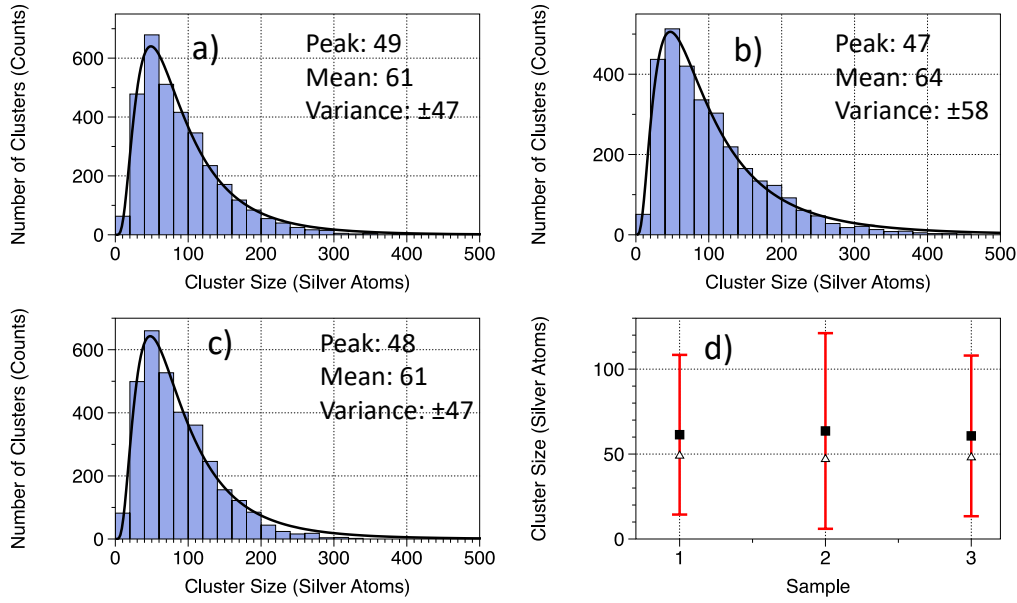 a)
Peak: 49
Mean: 61
Variance: ±47
Number of Clusters (Counts)
600
400
200
0
0 100 200 300 400 500
Cluster Size (Silver Atoms)
b)
Peak: 47
Mean: 64
Variance: ±58
Number of Clusters (Counts)
400
200
0
0 100 200 300 400 500
Cluster Size (Silver Atoms)
c)
Peak: 48
Mean: 61
Variance: ±47
Number of Clusters (Counts)
600
400
200
0
0 100 200 300 400 500
Cluster Size (Silver Atoms)
d)
Cluster Size (Silver Atoms)
100
50
0
1 2 3
Sample